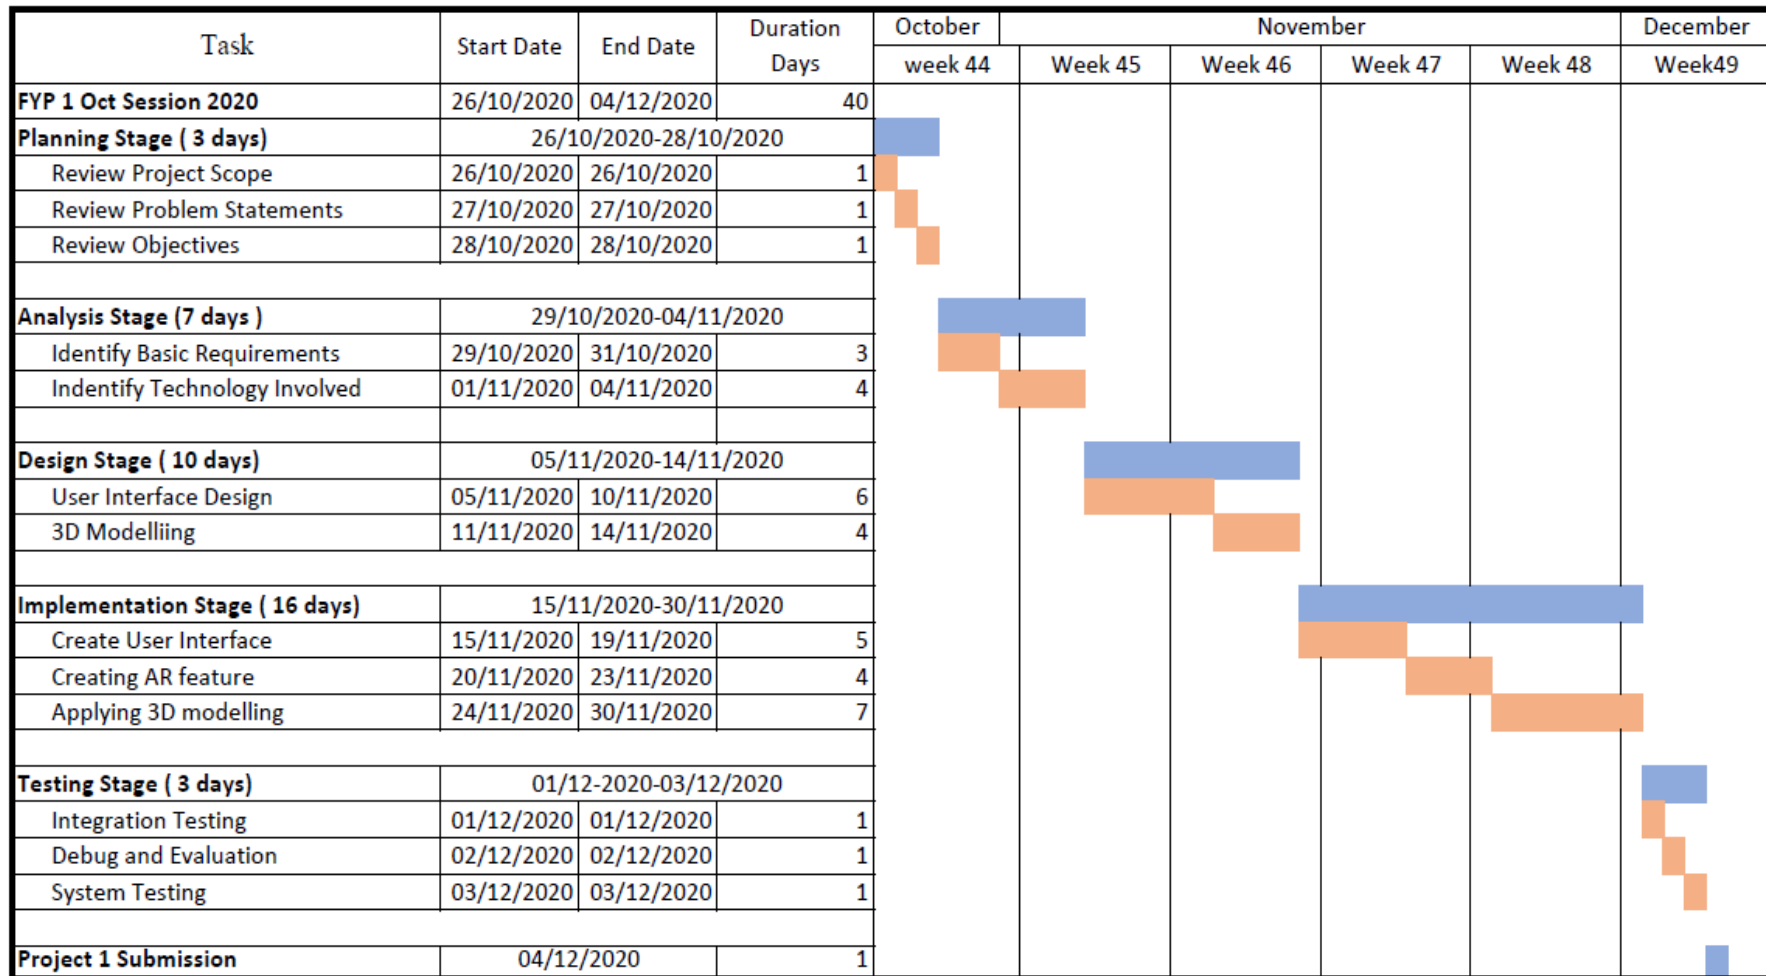 Task Start Date End Date Duration Days October November December
week 44 Week 45 Week 46 Week 47 Week 48 Week49
FYP 1 Oct Session 2020 26/10/2020 04/12/2020 40
Planning Stage ( 3 days) 26/10/2020-28/10/2020
Review Project Scope 26/10/2020 26/10/2020 1
Review Problem Statements 27/10/2020 27/10/2020 1
Review Objectives 28/10/2020 28/10/2020 1
Analysis Stage (7 days ) 29/10/2020-04/11/2020
Identify Basic Requirements 29/10/2020 31/10/2020 3
Indentify Technology Involved 01/11/2020 04/11/2020 4
Design Stage ( 10 days) 05/11/2020-14/11/2020
User Interface Design 05/11/2020 10/11/2020 6
3D Modelliing 11/11/2020 14/11/2020 4
Implementation Stage ( 16 days) 15/11/2020-30/11/2020
Create User Interface 15/11/2020 19/11/2020 5
Creating AR feature 20/11/2020 23/11/2020 4
Applying 3D modelling 24/11/2020 30/11/2020 7
Testing Stage ( 3 days) 01/12-2020-03/12/2020
Integration Testing 01/12/2020 01/12/2020 1
Debug and Evaluation 02/12/2020 02/12/2020 1
System Testing 03/12/2020 03/12/2020 1
Project 1 Submission 04/12/2020 1